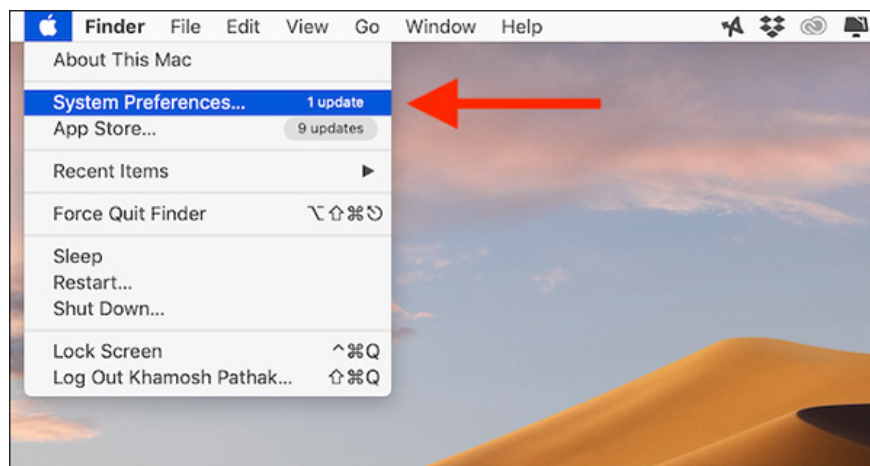 Finder File Edit View Go Window Help
About This Mac
System Preferences... 1 update
App Store... 9 updates
Recent Items ▶
Force Quit Finder ⌥⇧⌘⎋
Sleep
Restart...
Shut Down...
Lock Screen ^⌘Q
Log Out Khamosh Pathak... ⇧⌘Q